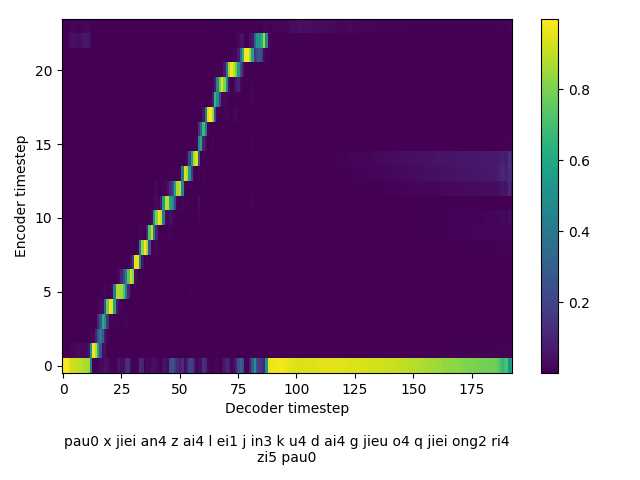 20
15
10
5
0
0 25 50 75 100 125 150 175
Encoder timestep
Decoder timestep
0.8
0.6
0.4
0.2
pau0 x jiei an4 z ai4 l ei1 j in3 k u4 d ai4 g jieu o4 q jiei ong2 ri4
zi5 pau0